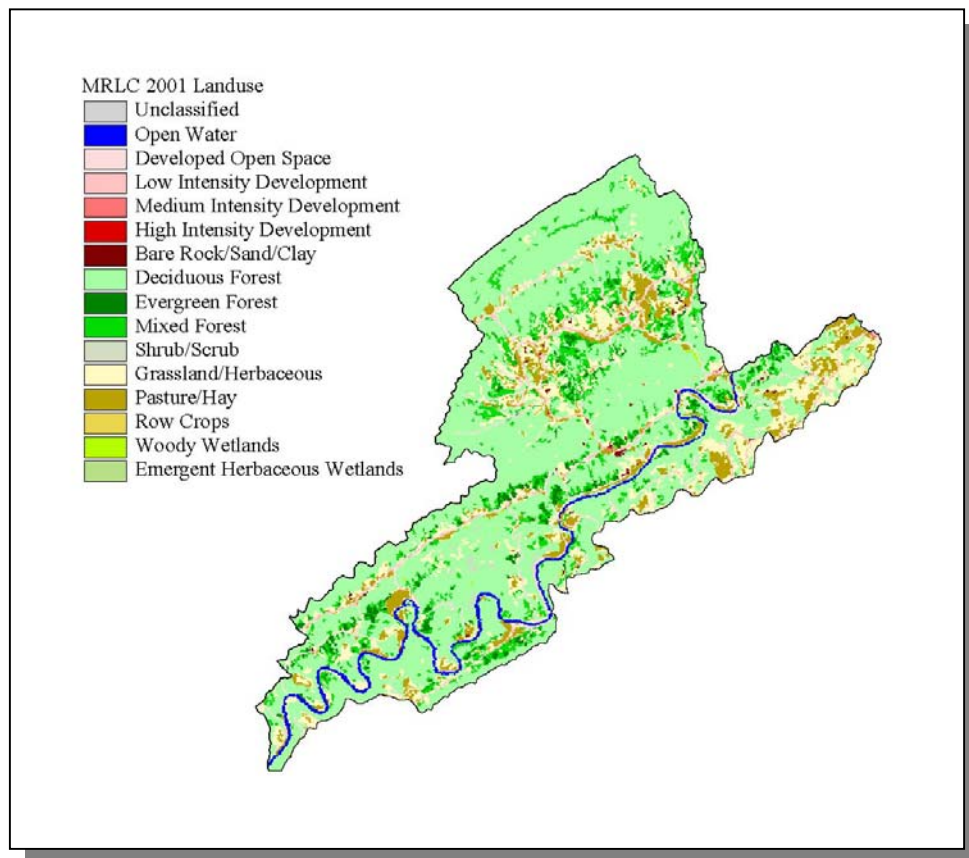 MRLC 2001 Landuse
Unclassified
Open Water
Developed Open Space
Low Intensity Development
Medium Intensity Development
High Intensity Development
Bare Rock/Sand/Clay
Deciduous Forest
Evergreen Forest
Mixed Forest
Shrub/Scrub
Grassland/Herbaceous
Pasture/Hay
Row Crops
Woody Wetlands
Emergent Herbaceous Wetlands